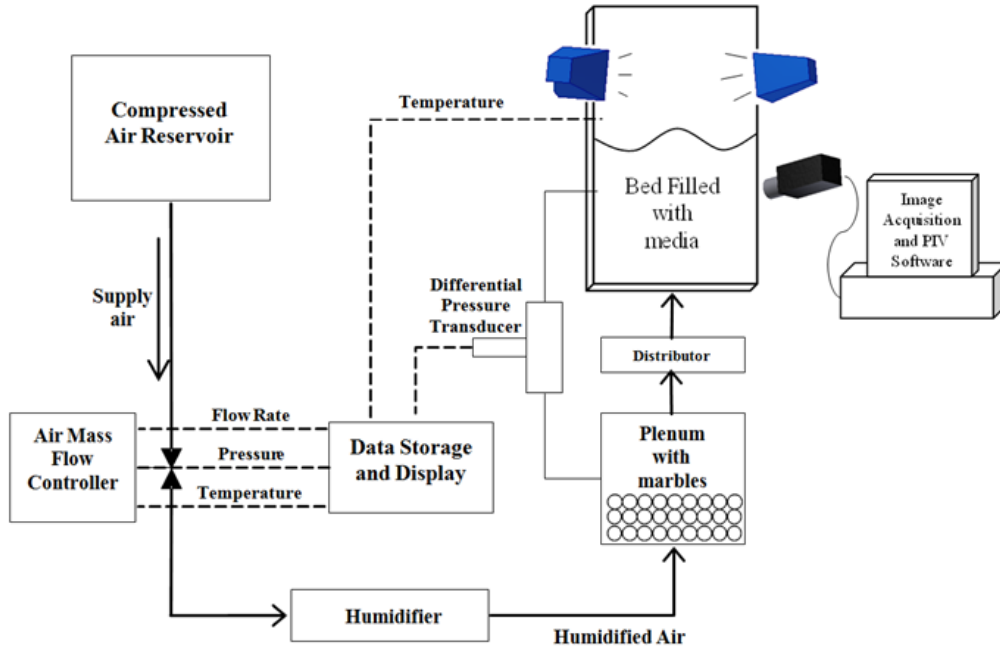 Compressed
Air Reservoir
Supply
air
Air Mass
Flow
Controller
Flow Rate
Pressure
Temperature
Data Storage
and Display
Temperature
Differential
Pressure
Transducer
Bed Filled
with
media
Image
Acquisition
and PIV
Software
Distributor
Plenum
with
marbles
Humidifier
Humidified Air